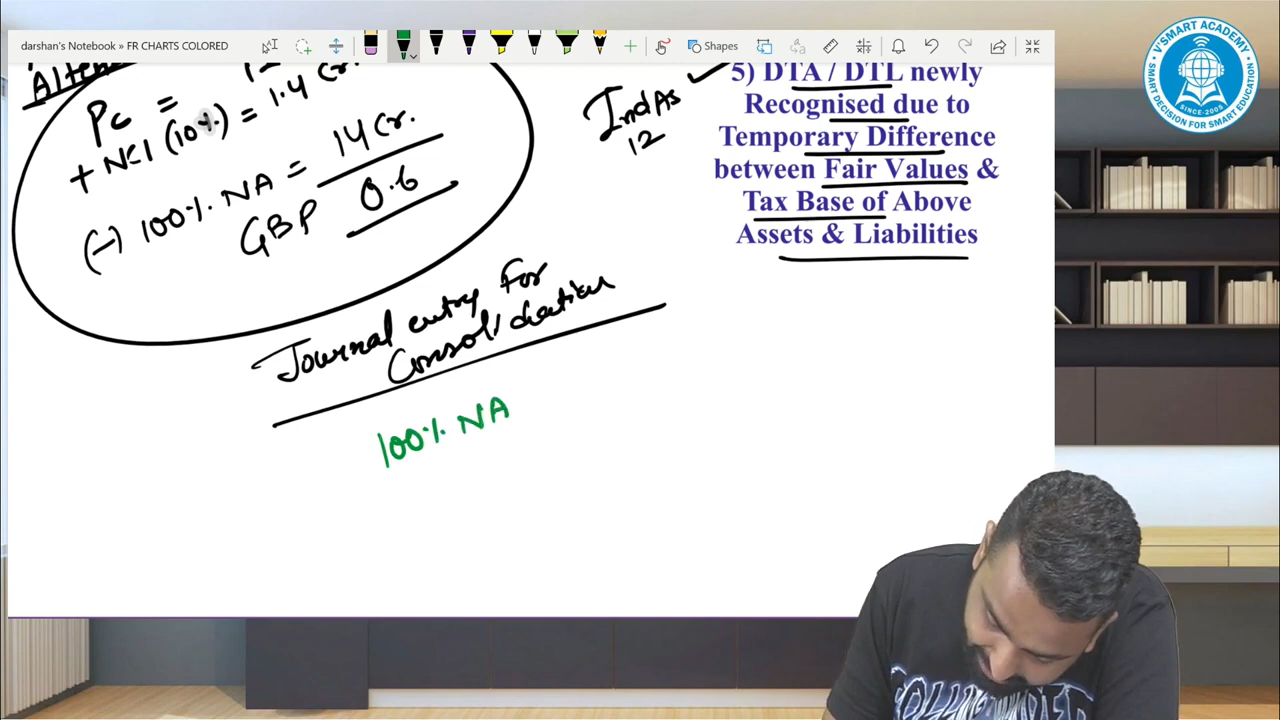 darshan's Notebook » FR CHARTS COLORED
Shapes
PC =
+ NCI (10%) = 1.4 Cr.
(-) 100% NA = 14 Cr.
GBP 0.6
Journal entry for
Consolidation
100% NA
Ind AS
12
5) DTA / DTL newly
Recognised due to
Temporary Difference
between Fair Values &
Tax Base of Above
Assets & Liabilities
V'SMART ACADEMY
SINCE-2005
SMART DECISION FOR SMART EDUCATION